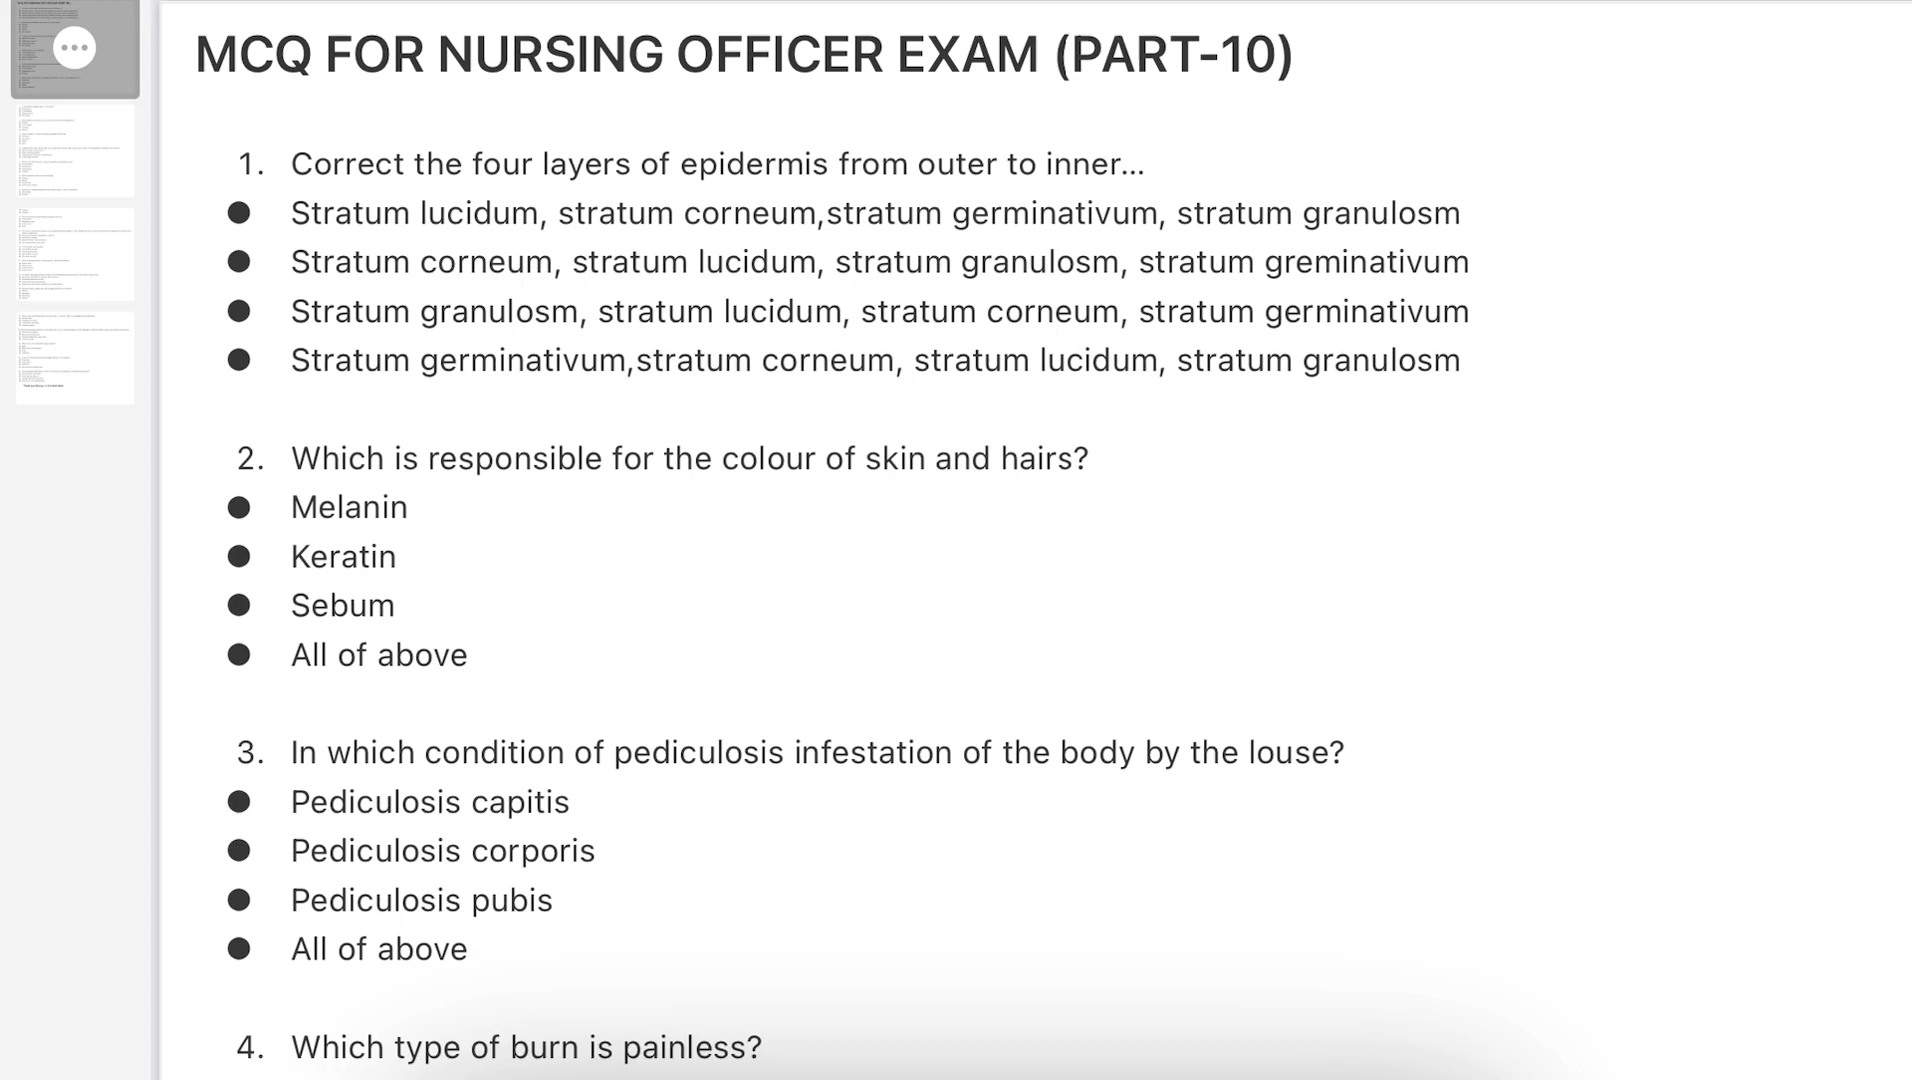 MCQ FOR NURSING OFFICER EXAM (PART-10)
1. Correct the four layers of epidermis from outer to inner...
● Stratum lucidum, stratum corneum,stratum germinativum, stratum granulosm
● Stratum corneum, stratum lucidum, stratum granulosm, stratum greminativum
● Stratum granulosm, stratum lucidum, stratum corneum, stratum germinativum
● Stratum germinativum,stratum corneum, stratum lucidum, stratum granulosm
2. Which is responsible for the colour of skin and hairs?
● Melanin
● Keratin
● Sebum
● All of above
3. In which condition of pediculosis infestation of the body by the louse?
● Pediculosis capitis
● Pediculosis corporis
● Pediculosis pubis
● All of above
4. Which type of burn is painless?